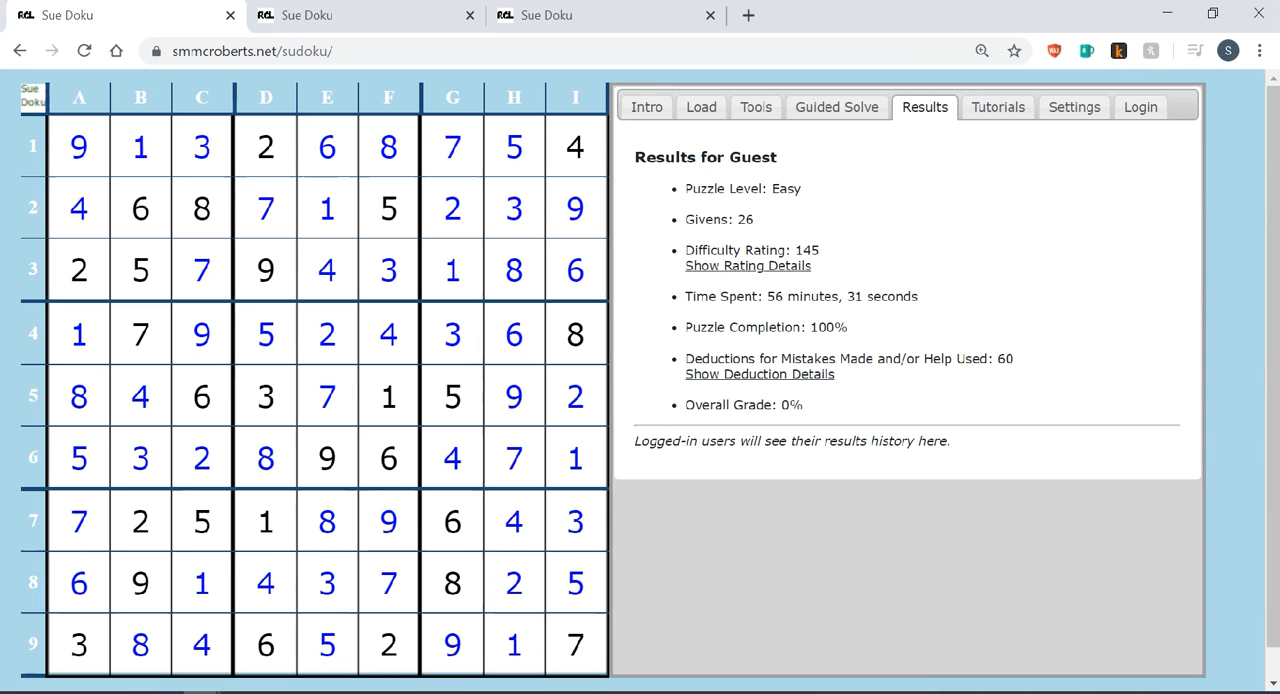 RCL Sue Doku
RCL Sue Doku
RCL Sue Doku
smmcroberts.net/sudoku/
S
Sue Doku A B C D E F G H I
1 9 1 3 2 6 8 7 5 4
2 4 6 8 7 1 5 2 3 9
3 2 5 7 9 4 3 1 8 6
4 1 7 9 5 2 4 3 6 8
5 8 4 6 3 7 1 5 9 2
6 5 3 2 8 9 6 4 7 1
7 7 2 5 1 8 9 6 4 3
8 6 9 1 4 3 7 8 2 5
9 3 8 4 6 5 2 9 1 7
Intro Load Tools Guided Solve Results Tutorials Settings Login
Results for Guest
• Puzzle Level: Easy
• Givens: 26
• Difficulty Rating: 145
Show Rating Details
• Time Spent: 56 minutes, 31 seconds
• Puzzle Completion: 100%
• Deductions for Mistakes Made and/or Help Used: 60
Show Deduction Details
• Overall Grade: 0%
Logged-in users will see their results history here.